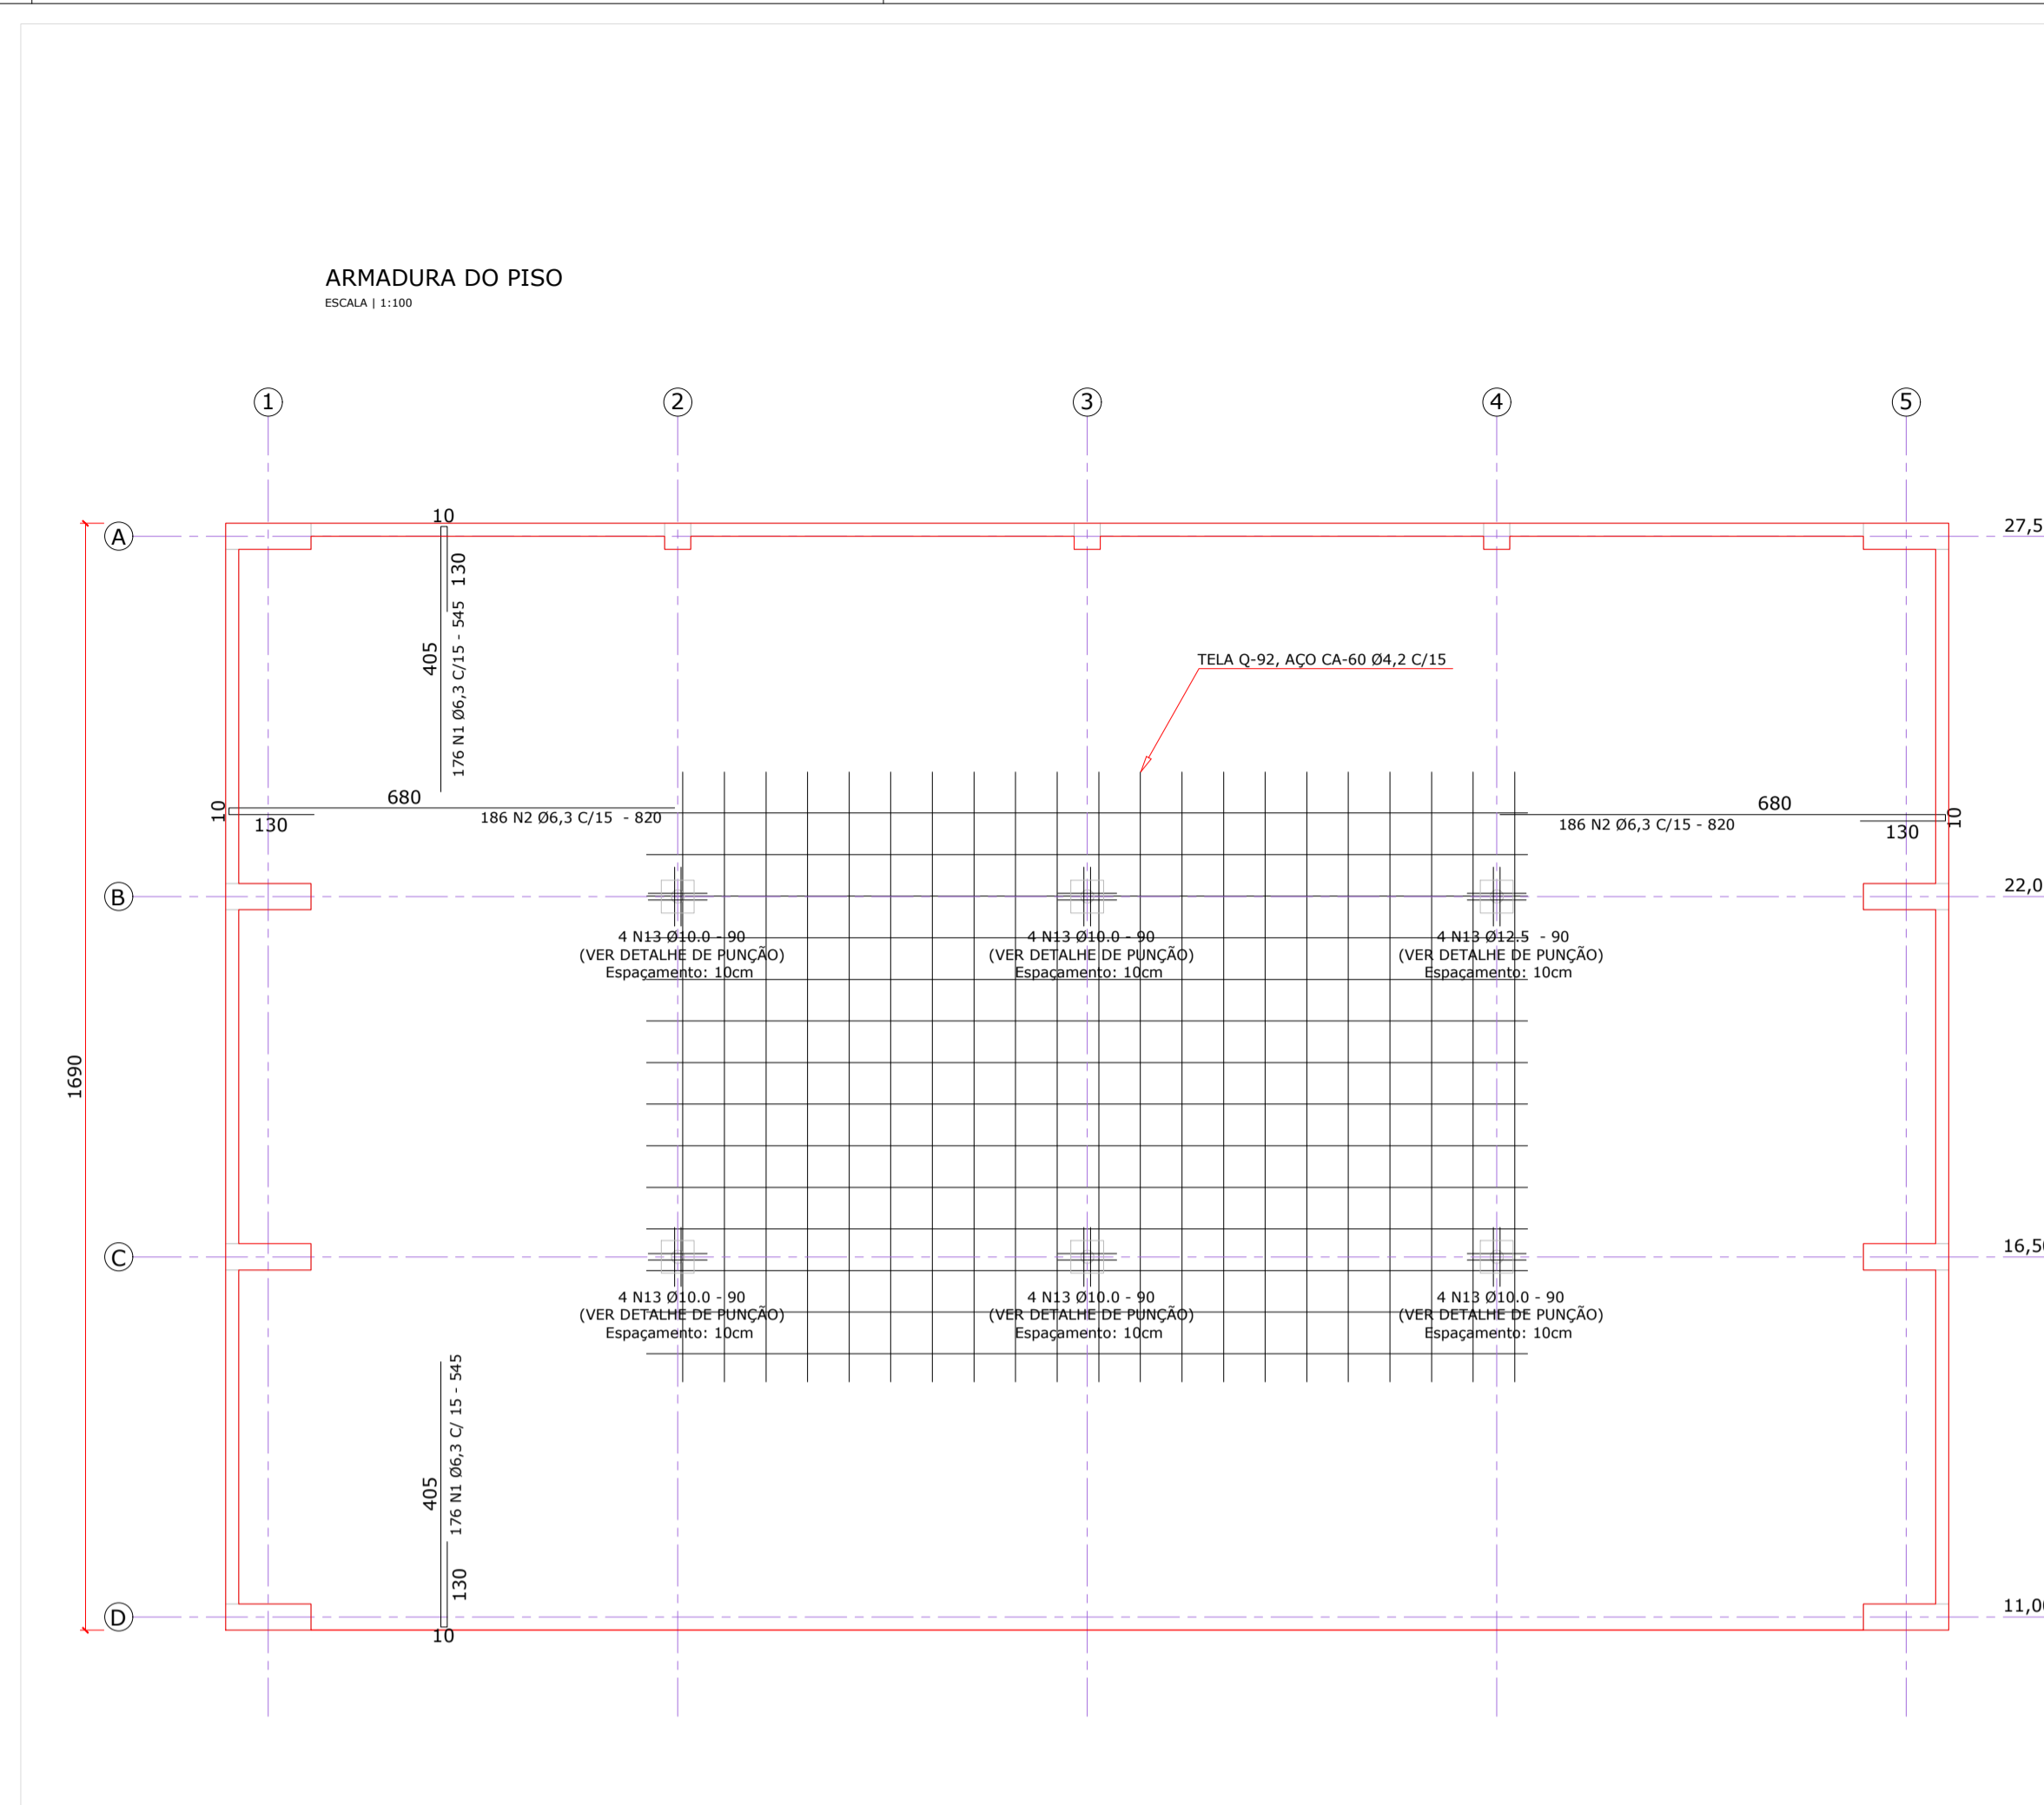 ARMADURA DO PISO
ESCALA | 1:100
1
2
3
4
5
A
10
27,5
130
405
176 N1 Ø6,3 C/15 - 545
TELA Q-92, AÇO CA-60 Ø4,2 C/15
680
10
130
186 N2 Ø6,3 C/15  - 820
680
10
186 N2 Ø6,3 C/15 - 820
130
B
22,0
4 N13 Ø10.0 - 90
(VER DETALHE DE PUNÇÃO)
Espaçamento: 10cm
4 N13 Ø10.0 - 90
(VER DETALHE DE PUNÇÃO)
Espaçamento: 10cm
4 N13 Ø12.5  - 90
(VER DETALHE DE PUNÇÃO)
Espaçamento: 10cm
1690
C
16,50
4 N13 Ø10.0 - 90
(VER DETALHE DE PUNÇÃO)
Espaçamento: 10cm
4 N13 Ø10.0 - 90
(VER DETALHE DE PUNÇÃO)
Espaçamento: 10cm
4 N13 Ø10.0 - 90
(VER DETALHE DE PUNÇÃO)
Espaçamento: 10cm
405
176 N1 Ø6,3 C/ 15 - 545
130
D
10
11,00